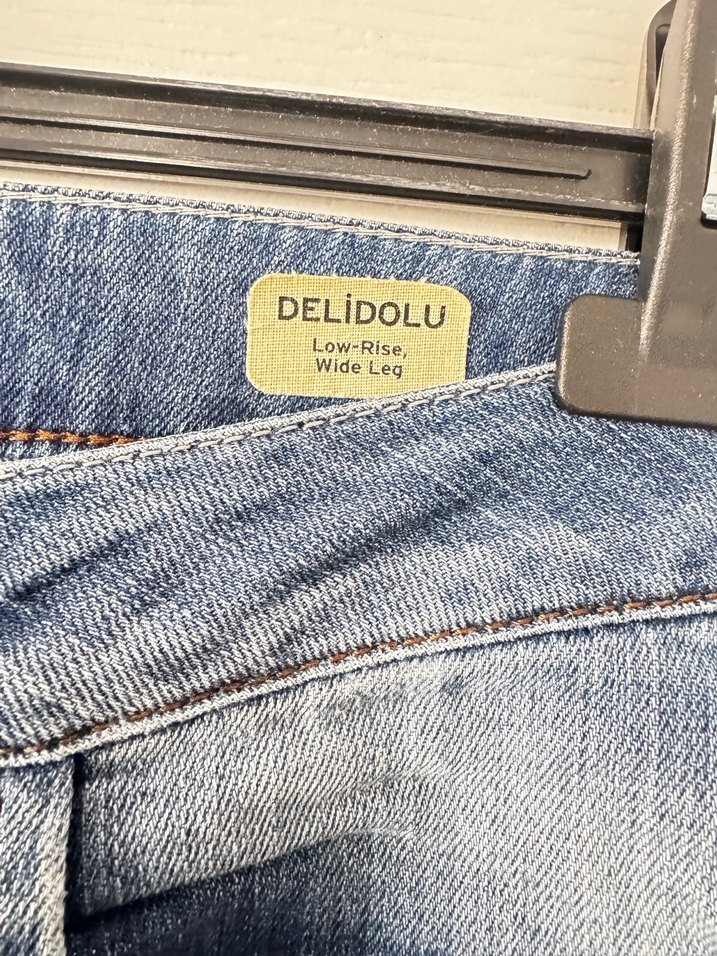 DELİDOLU
Low-Rise,
Wide Leg